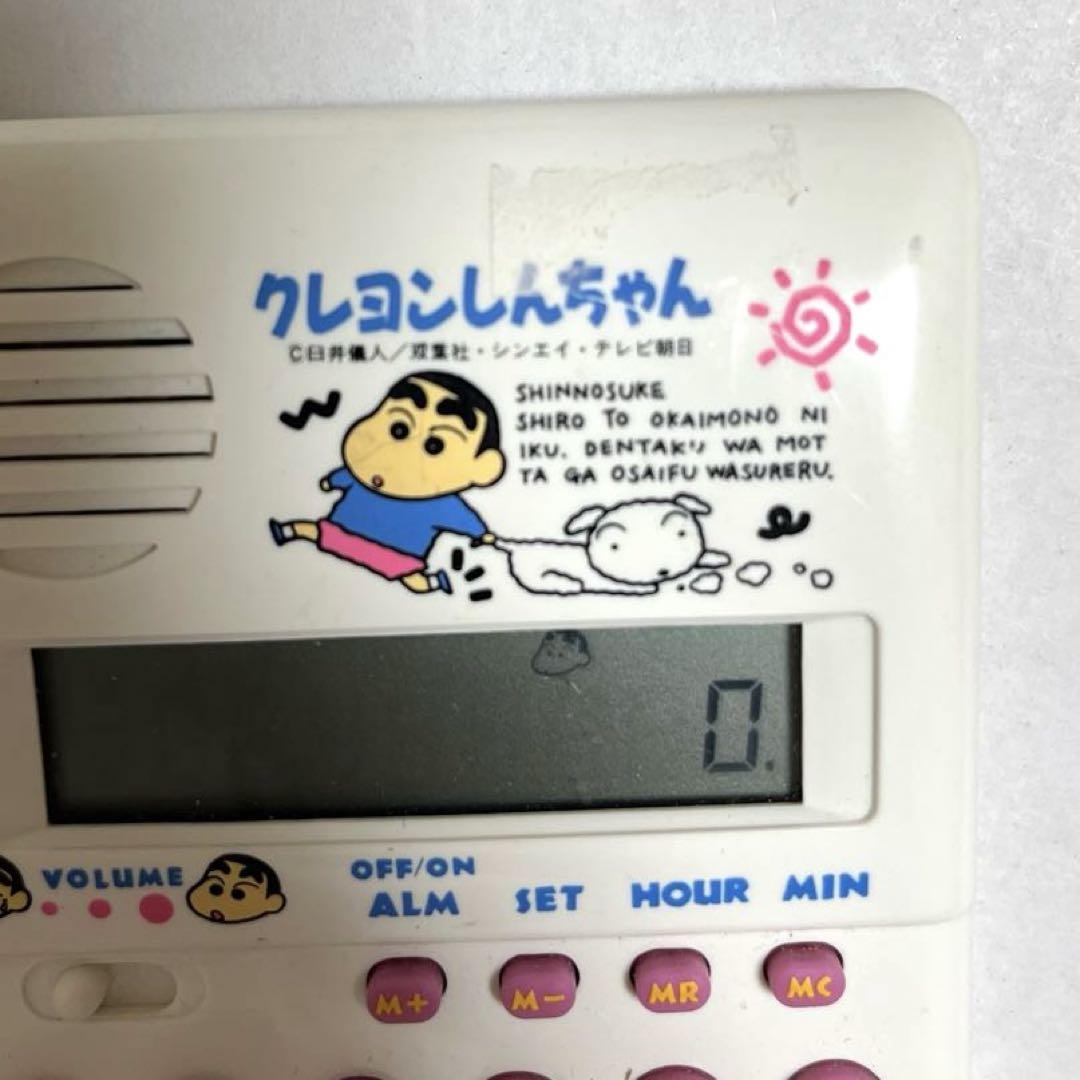 クレヨンしんちゃん
©臼井儀人／双葉社・シンエイ・テレビ朝日
SHINNOSUKE
SHIRO TO OKAIMONO NI
IKU. DENTAKU WA MOT
TA GA OSAIFU WASURERU.
0.
VOLUME
OFF/ON
ALM SET HOUR MIN
M+ M- MR MC